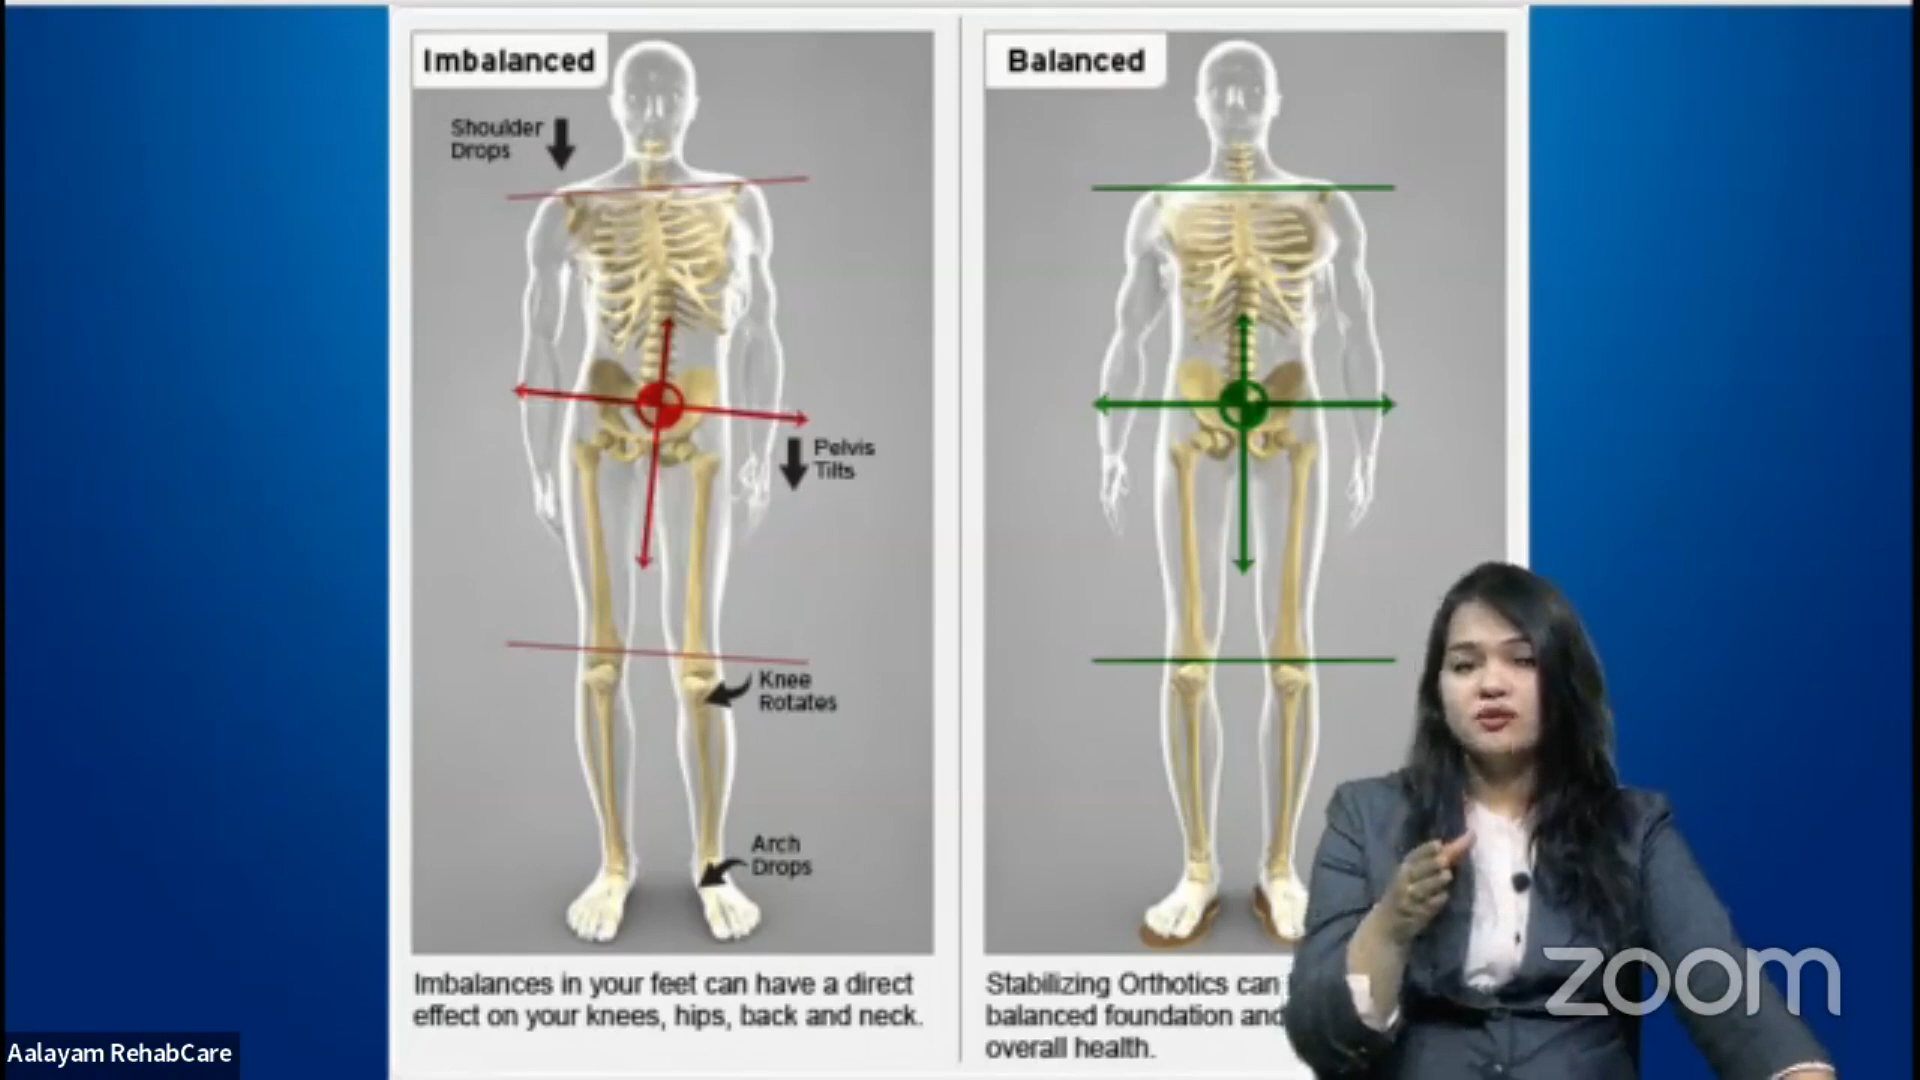 Imbalanced
Shoulder
Drops
Pelvis
Tilts
Knee
Rotates
Arch
Drops
Imbalances in your feet can have a direct
effect on your knees, hips, back and neck.
Balanced
Stabilizing Orthotics can
balanced foundation and
overall health.
zoom
Aalayam RehabCare